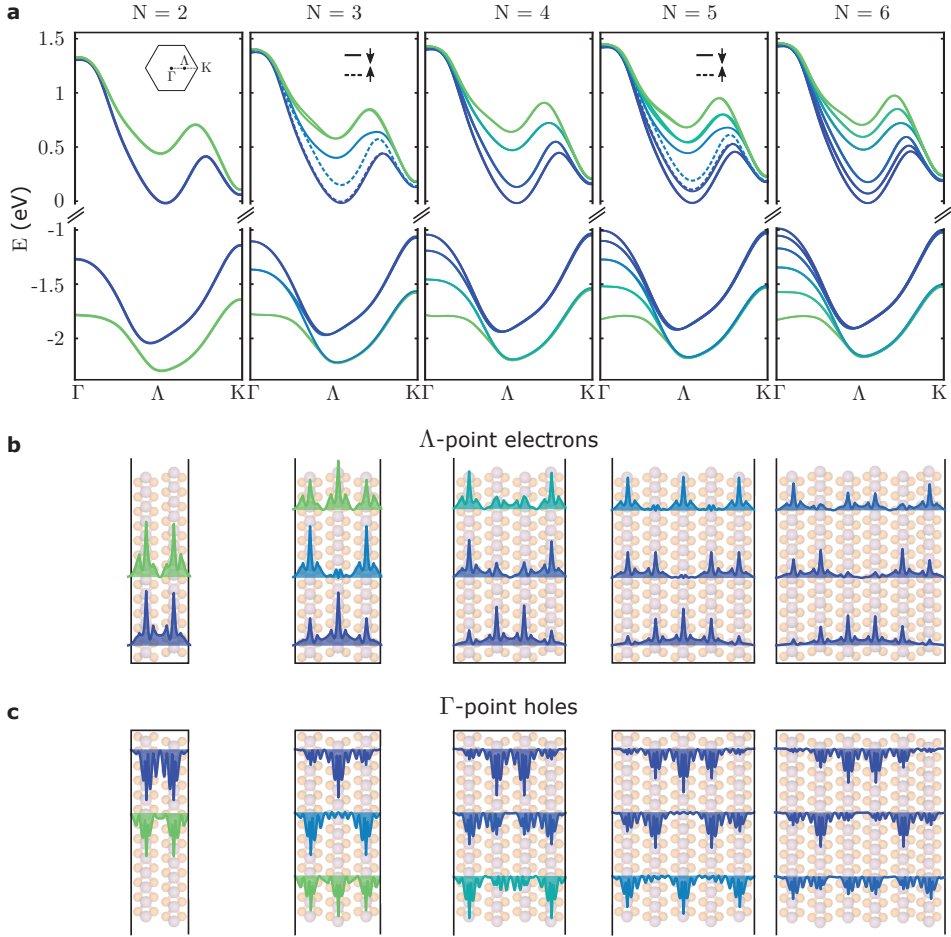 a
N = 2
N = 3
N = 4
N = 5
N = 6
1.5
1
0.5
0
-1
-1.5
-2
E (eV)
Λ
Γ
K
Γ
Λ
K Γ
Λ
K Γ
Λ
K Γ
Λ
K Γ
Λ
K
b
Λ-point electrons
c
Γ-point holes